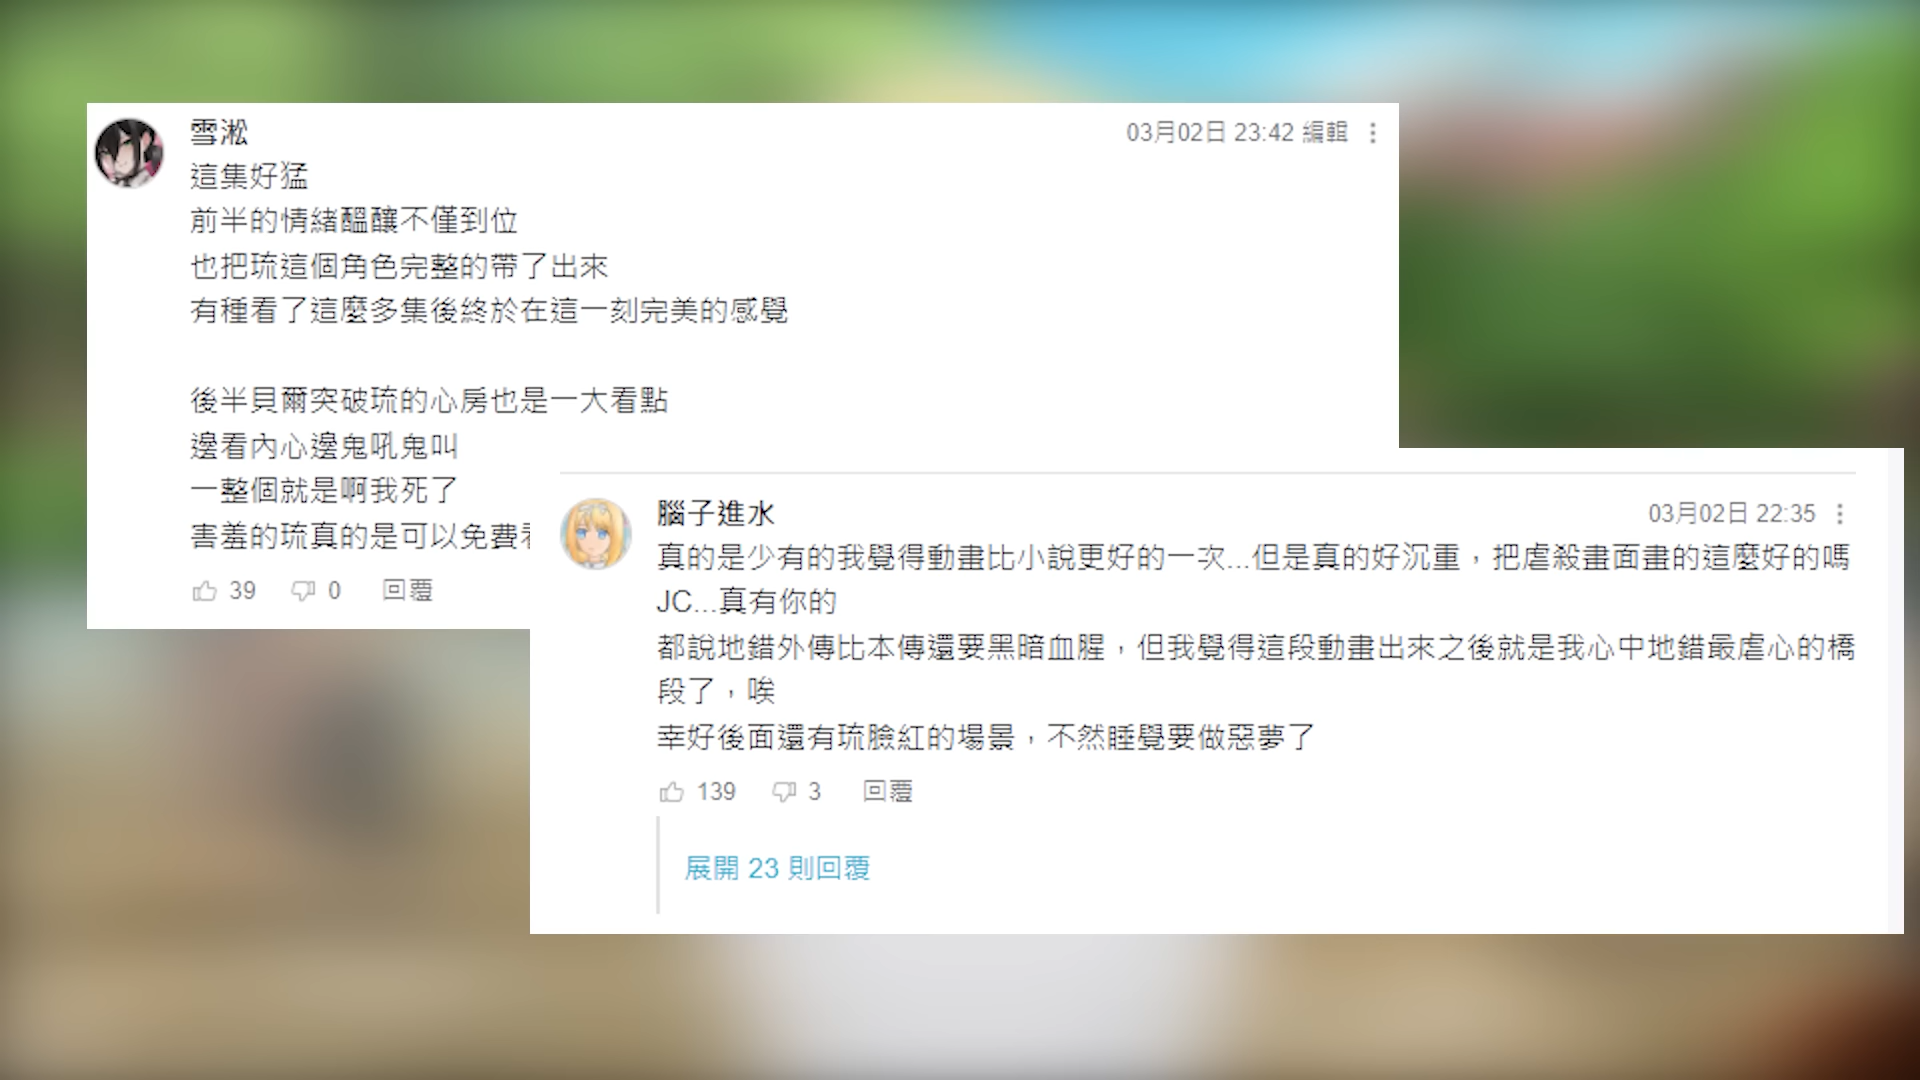 雪淞
03月02日 23:42 編輯
這集好猛
前半的情緒醞釀不僅到位
也把琉這個角色完整的帶了出來
有種看了這麼多集後終於在這一刻完美的感覺
後半貝爾突破琉的心房也是一大看點
邊看內心邊鬼吼鬼叫
一整個就是啊我死了
害羞的琉真的是可以免費
39 0 回覆
腦子進水
03月02日 22:35
真的是少有的我覺得動畫比小說更好的一次...但是真的好沉重，把虐殺畫面畫的這麼好的嗎
JC...真有你的
都說地錯外傳比本傳還要黑暗血腥，但我覺得這段動畫出來之後就是我心中地錯最虐心的橋
段了，唉
幸好後面還有琉臉紅的場景，不然睡覺要做惡夢了
139 3 回覆
展開 23 則回覆